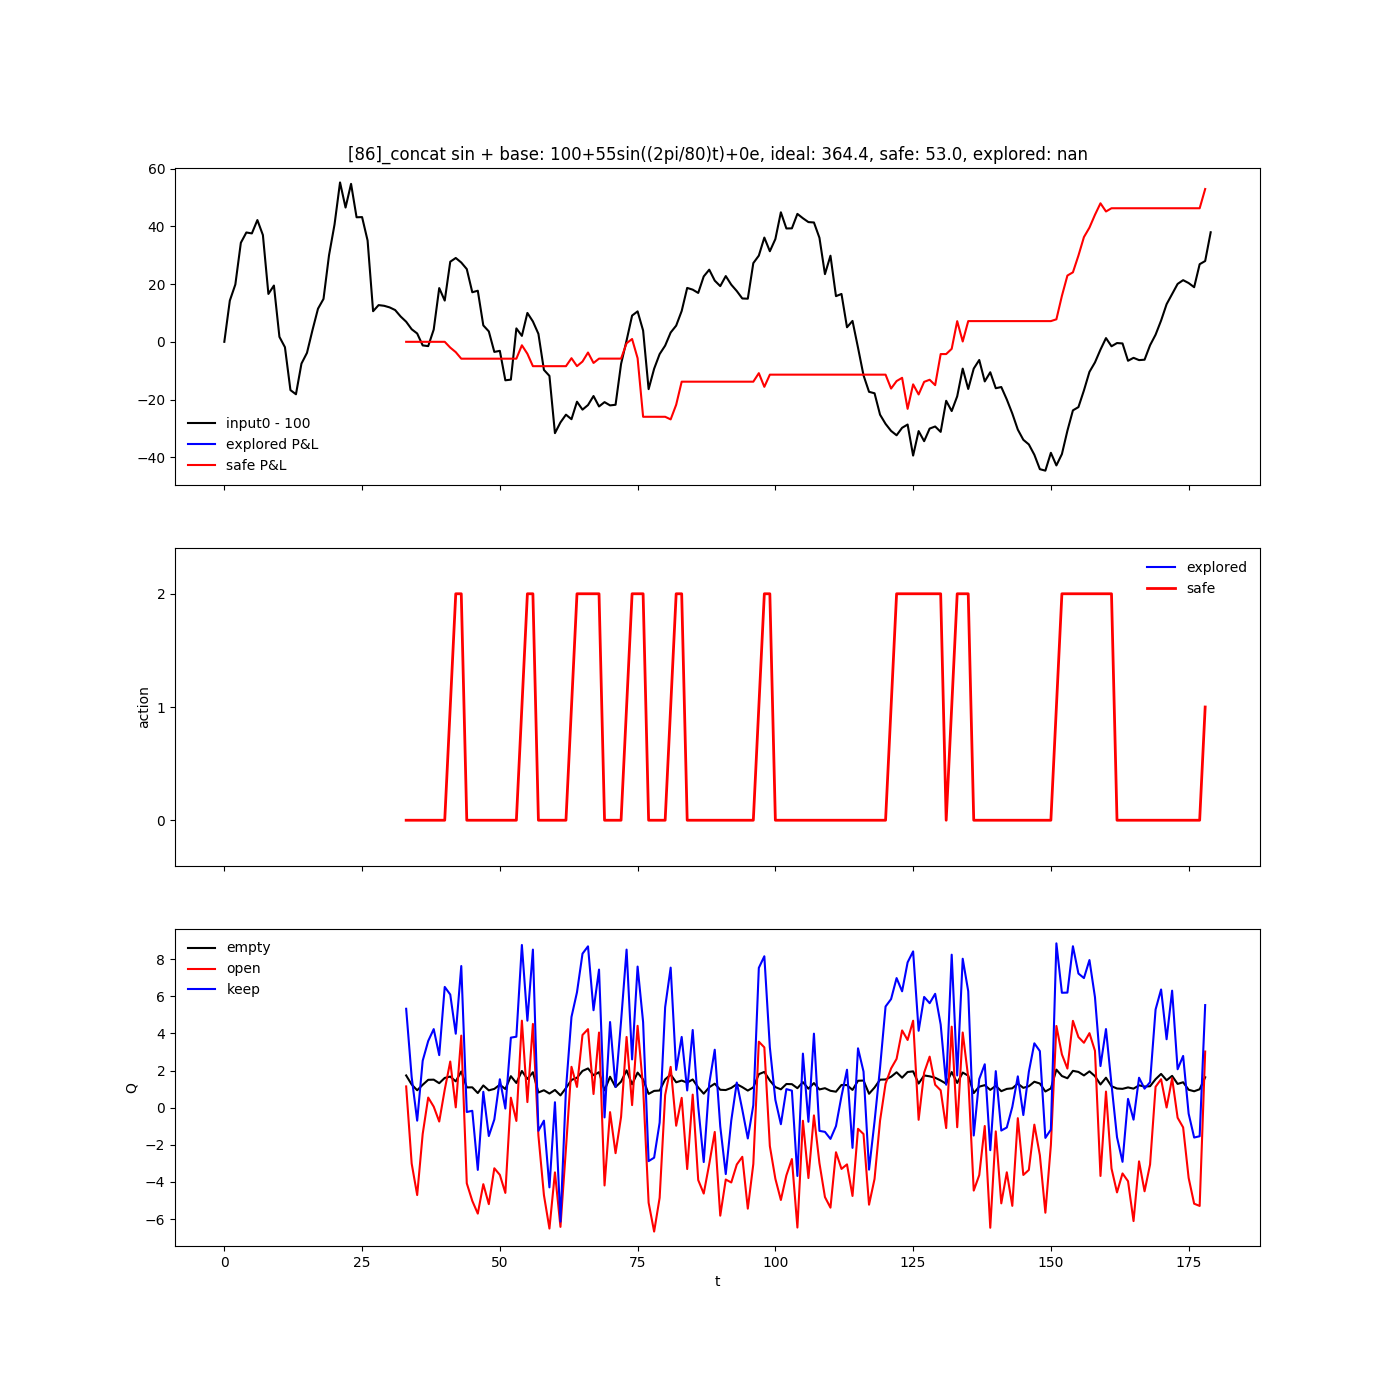 [86]_concat sin + base: 100+55sin((2pi/80)t)+0e, ideal: 364.4, safe: 53.0, explored: nan
60
40
20
0
−20
−40
input0 - 100
explored P&L
safe P&L
action
2
1
0
explored
safe
Q
8
6
4
2
0
−2
−4
−6
empty
open
keep
0 25 50 75 100 125 150 175
t